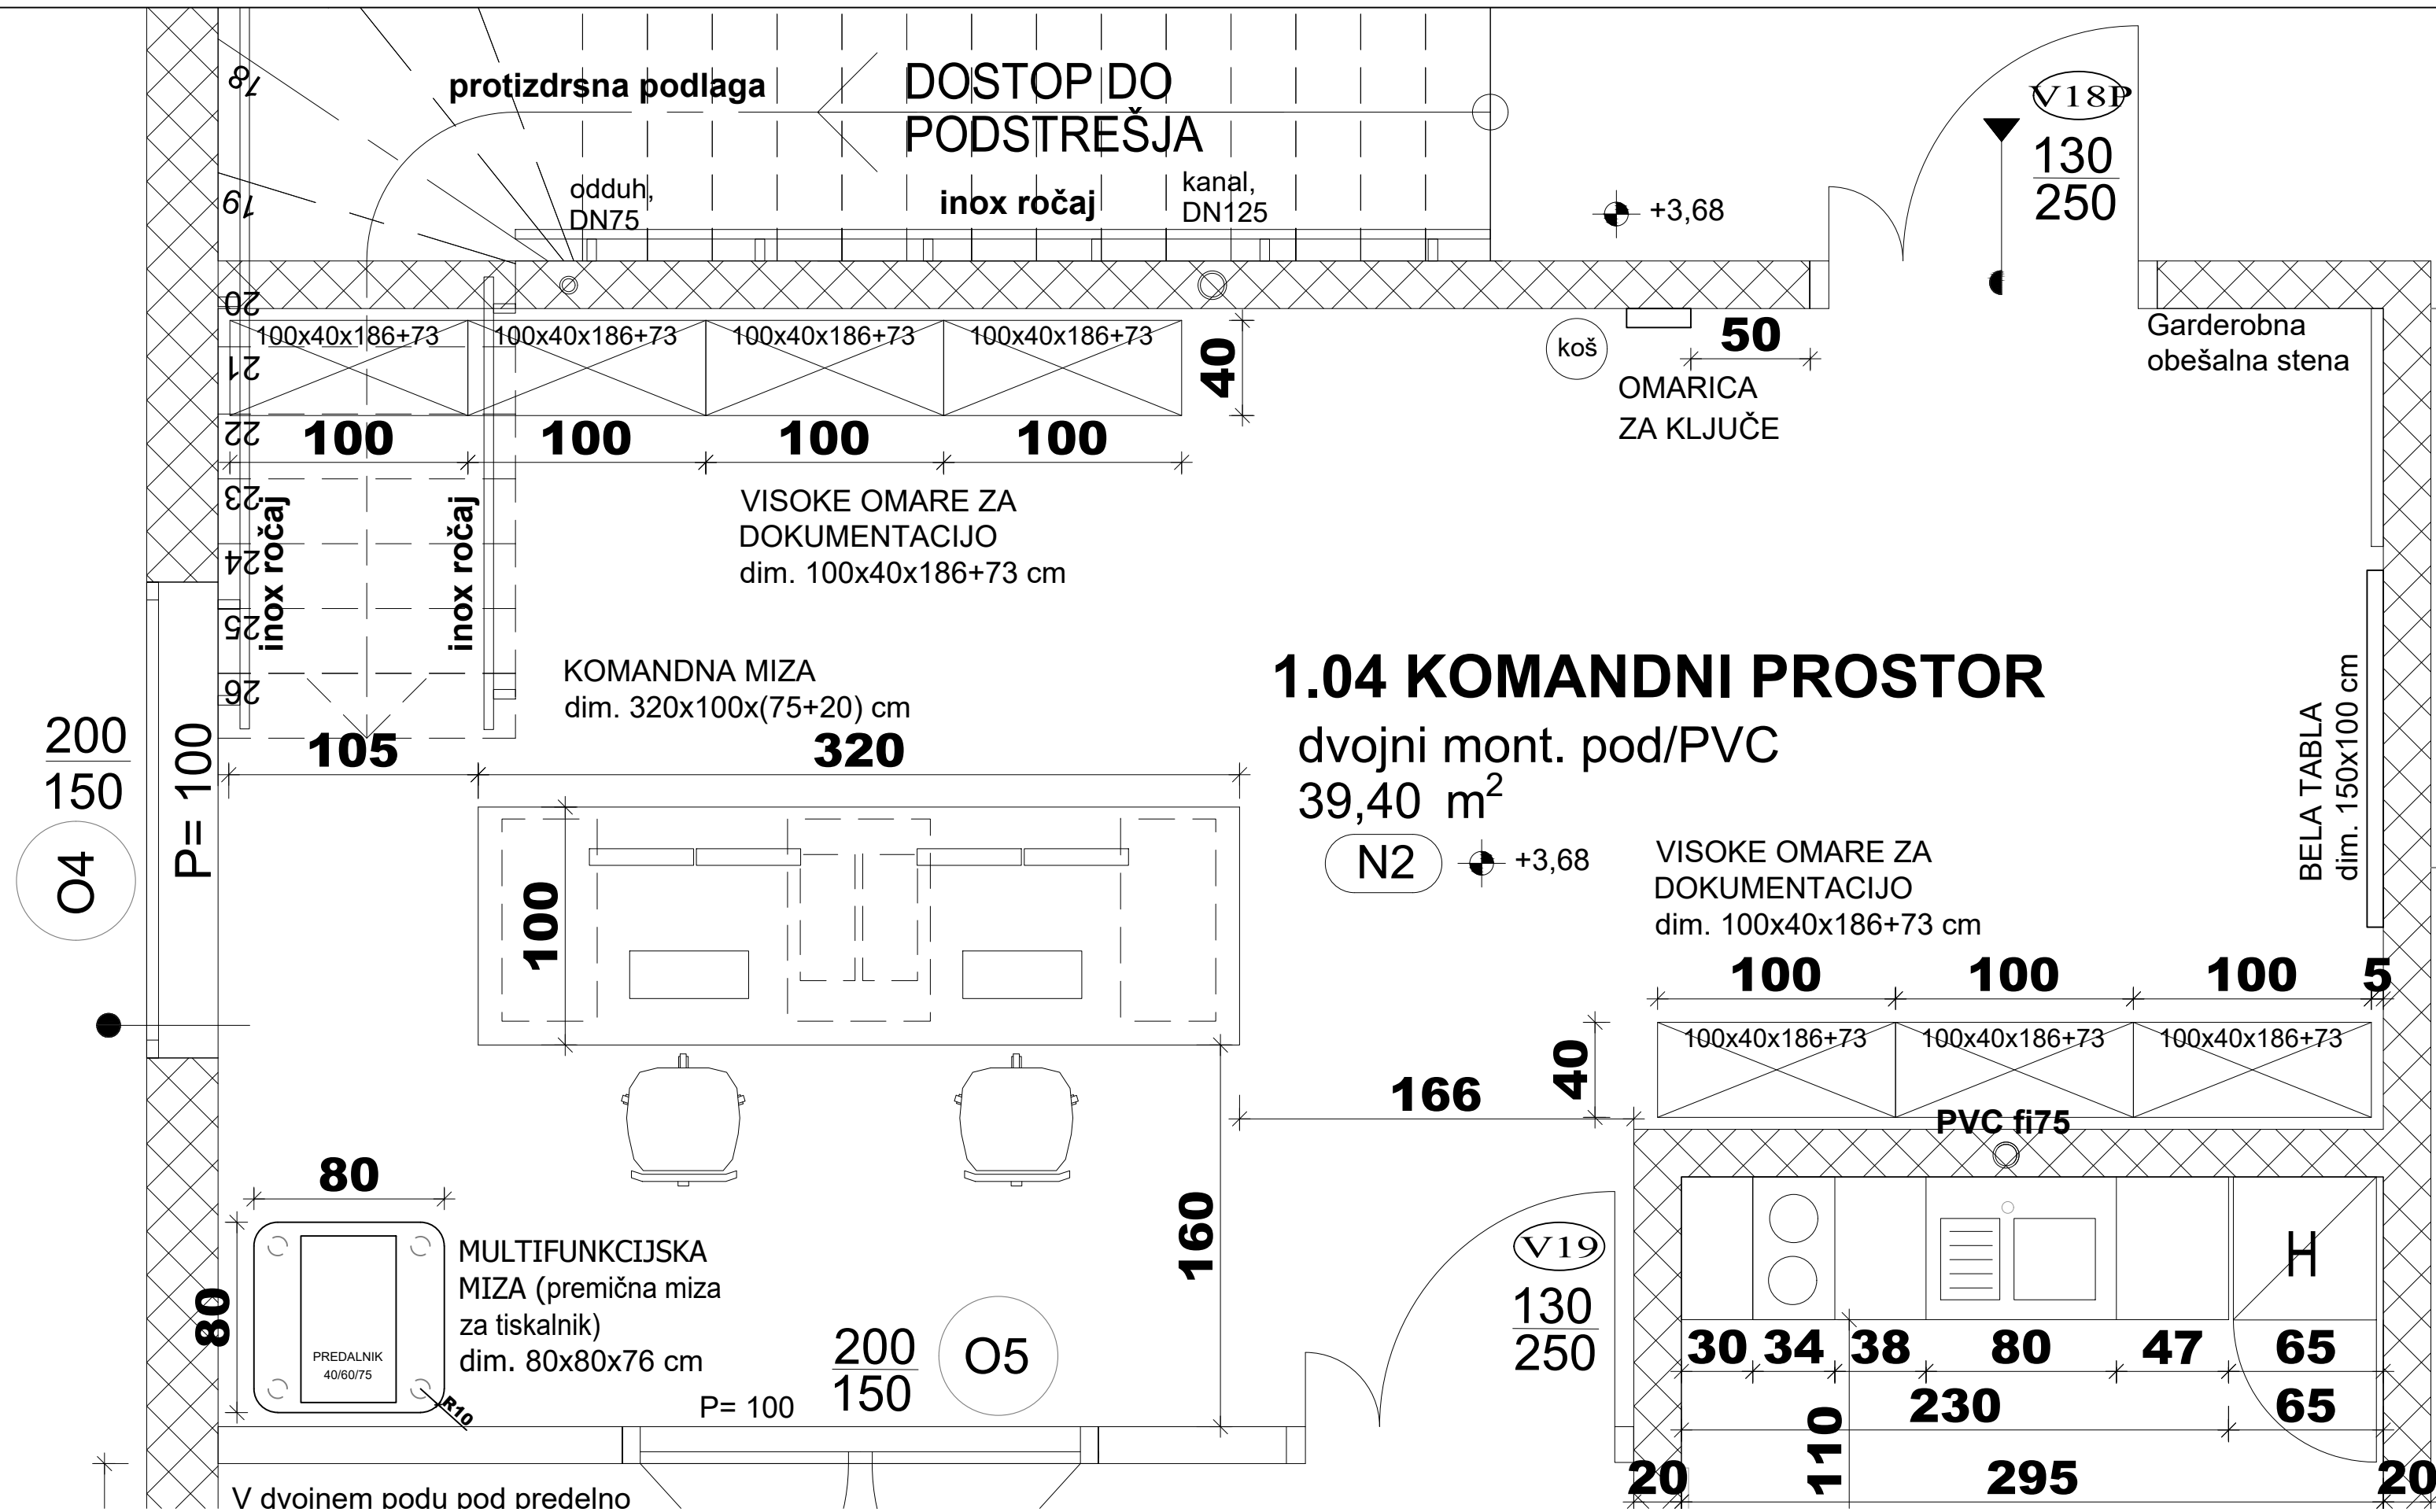 18
protizdrsna podlaga
DOSTOP DO
PODSTREŠJA
V18P
130
250
19
odduh,
DN75
inox ročaj
kanal,
DN125
+3,68
20
100x40x186+73
100x40x186+73
100x40x186+73
100x40x186+73
40
koš
50
OMARICA
ZA KLJUČE
Garderobna
obešalna stena
21
22
100
100
100
100
23
24
25
26
inox ročaj
inox ročaj
VISOKE OMARE ZA
DOKUMENTACIJO
dim. 100x40x186+73 cm
KOMANDNA MIZA
dim. 320x100x(75+20) cm
105
320
1.04 KOMANDNI PROSTOR
dvojni mont. pod/PVC
39,40 m²
N2
+3,68
BELA TABLA
dim. 150x100 cm
200
150
P= 100
O4
100
VISOKE OMARE ZA
DOKUMENTACIJO
dim. 100x40x186+73 cm
100
100
100
5
100x40x186+73
100x40x186+73
100x40x186+73
40
166
PVC fi75
80
80
MULTIFUNKCIJSKA
MIZA (premična miza
za tiskalnik)
dim. 80x80x76 cm
PREDALNIK
40/60/75
R10
160
P= 100
200
150
O5
V19
130
250
H
30
34
38
80
47
65
230
65
110
20
295
20
V dvojnem podu pod predelno